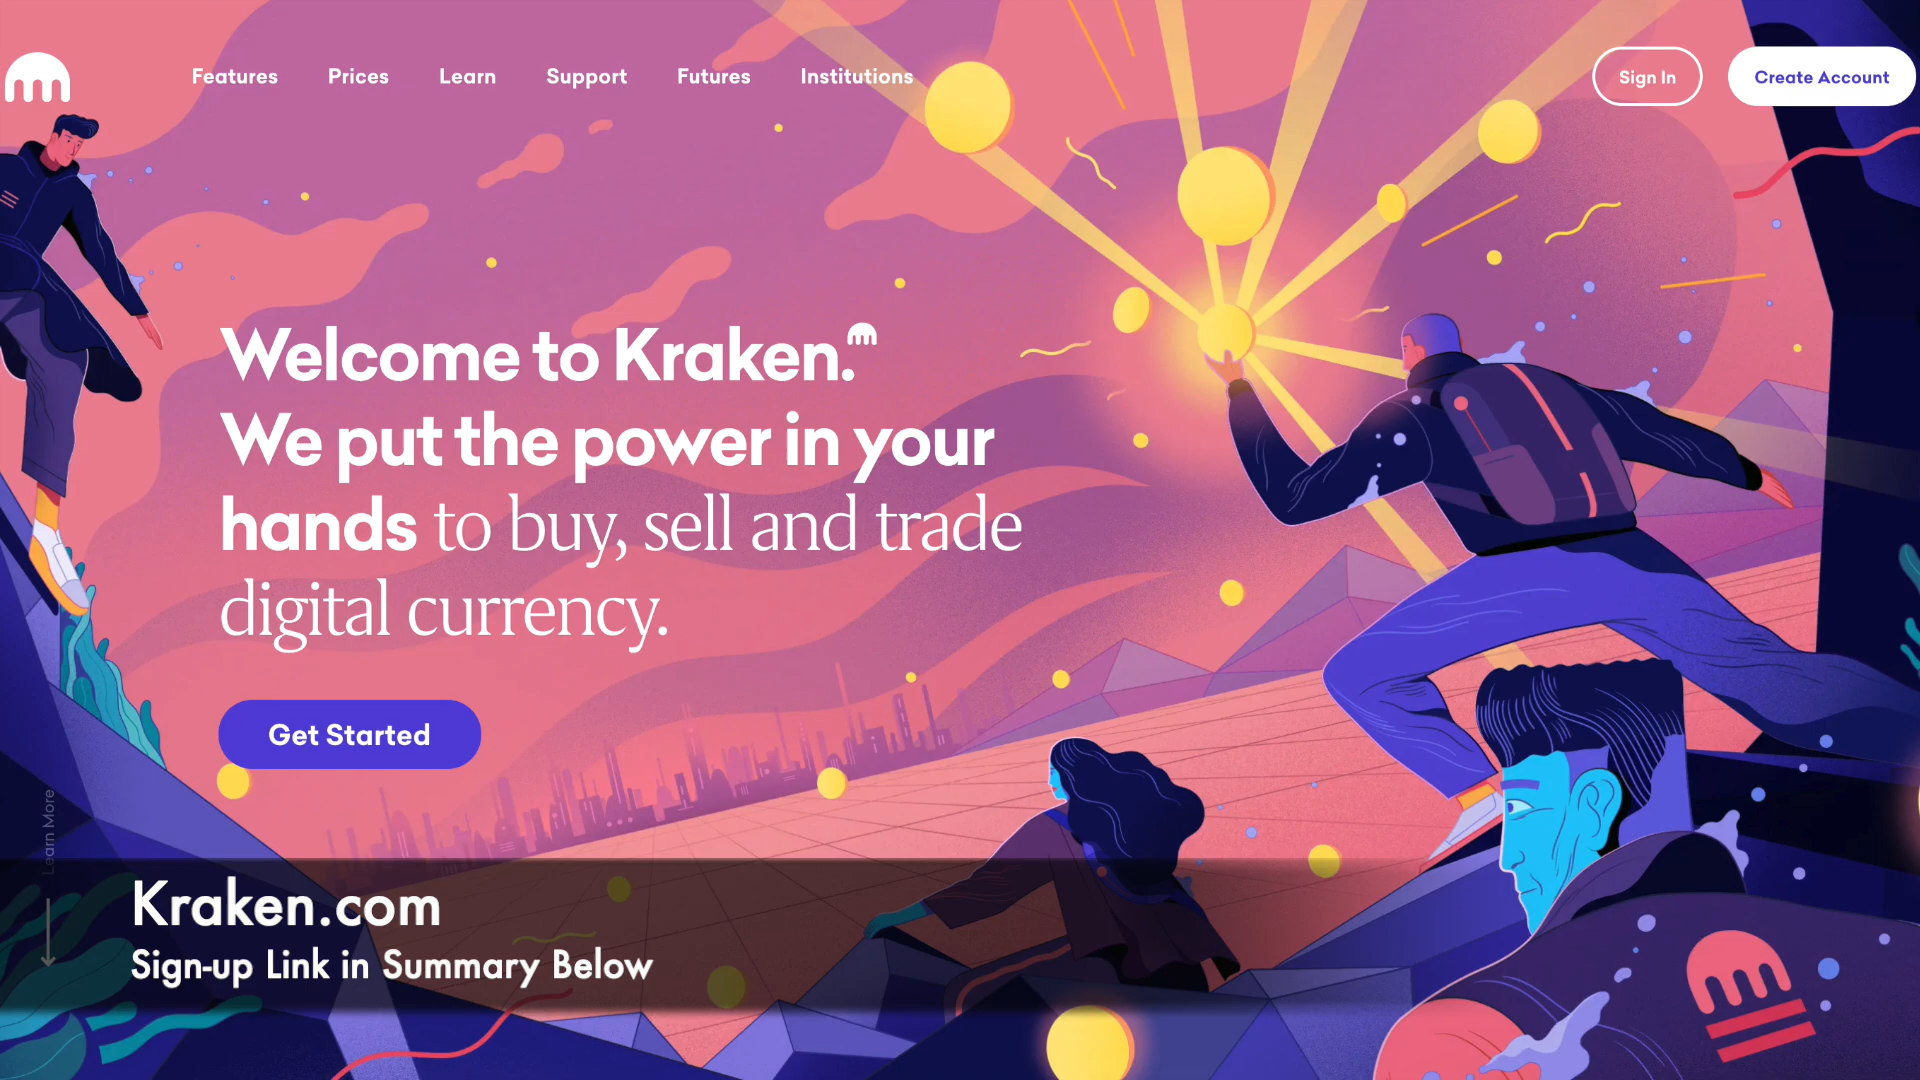 Features Prices Learn Support Futures Institutions Sign In Create Account
Welcome to Kraken.
We put the power in your
hands to buy, sell and trade
digital currency.
Get Started
Learn More
Kraken.com
Sign-up Link in Summary Below